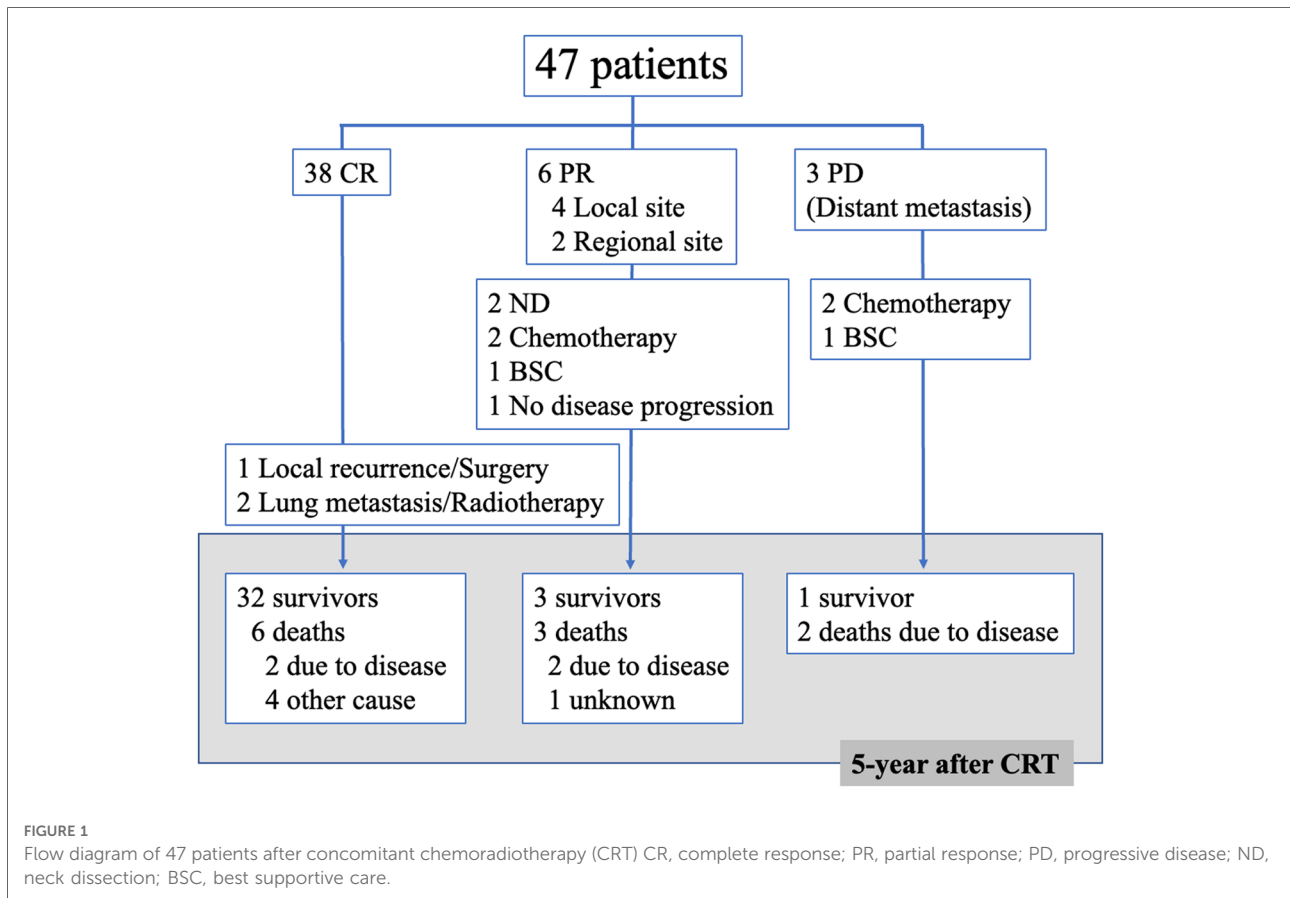 47 patients
38 CR
6 PR
4 Local site
2 Regional site
3 PD
(Distant metastasis)
2 ND
2 Chemotherapy
1 BSC
1 No disease progression
2 Chemotherapy
1 BSC
1 Local recurrence/Surgery
2 Lung metastasis/Radiotherapy
32 survivors
6 deaths
2 due to disease
4 other cause
3 survivors
3 deaths
2 due to disease
1 unknown
1 survivor
2 deaths due to disease
5-year after CRT
FIGURE 1
Flow diagram of 47 patients after concomitant chemoradiotherapy (CRT) CR, complete response; PR, partial response; PD, progressive disease; ND,
neck dissection; BSC, best supportive care.